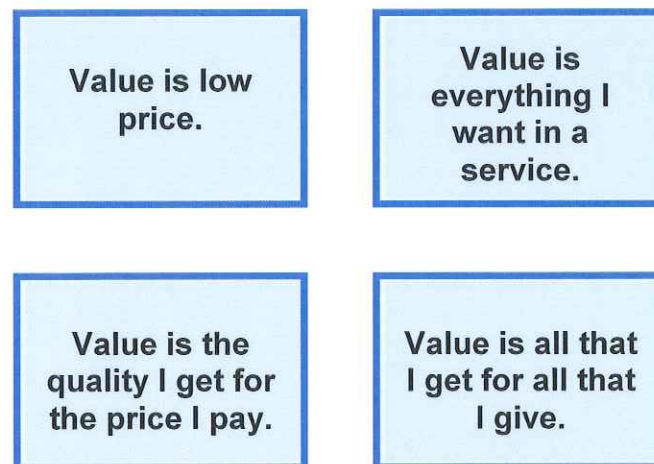 Value is low
price.
Value is
everything I
want in a
service.
Value is the
quality I get for
the price I pay.
Value is all that
I get for all that
I give.